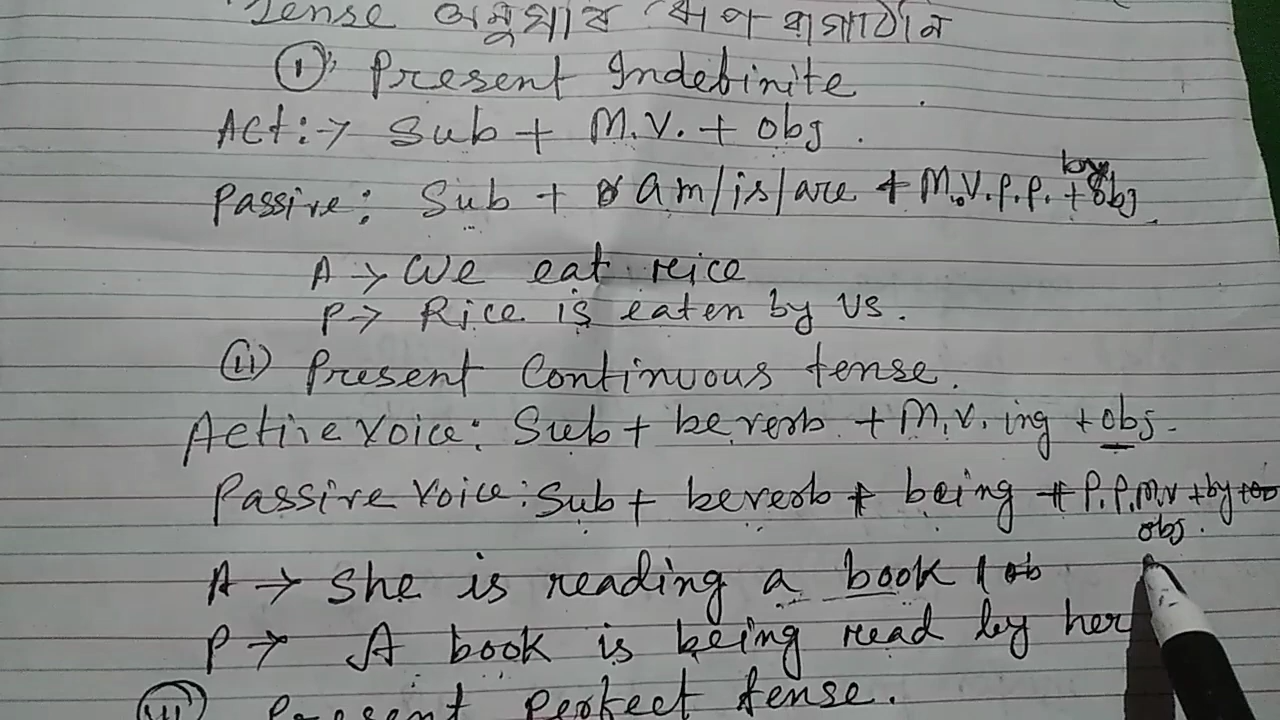 Tense অনুসারে
(i) Present Indefinite
Act: → Sub + M.V. + obj.
Passive: Sub + am/is/are + M.V.P.P. + by obj.
A → We eat rice
P → Rice is eaten by us.
(ii) Present Continuous tense.
Active Voice: Sub + be verb + M.V. ing + obj.
Passive Voice: Sub + be verb + being + P.P.M.V + by + obj.
A → She is reading a book
P → A book is being read by her
(iii) Present perfect tense.